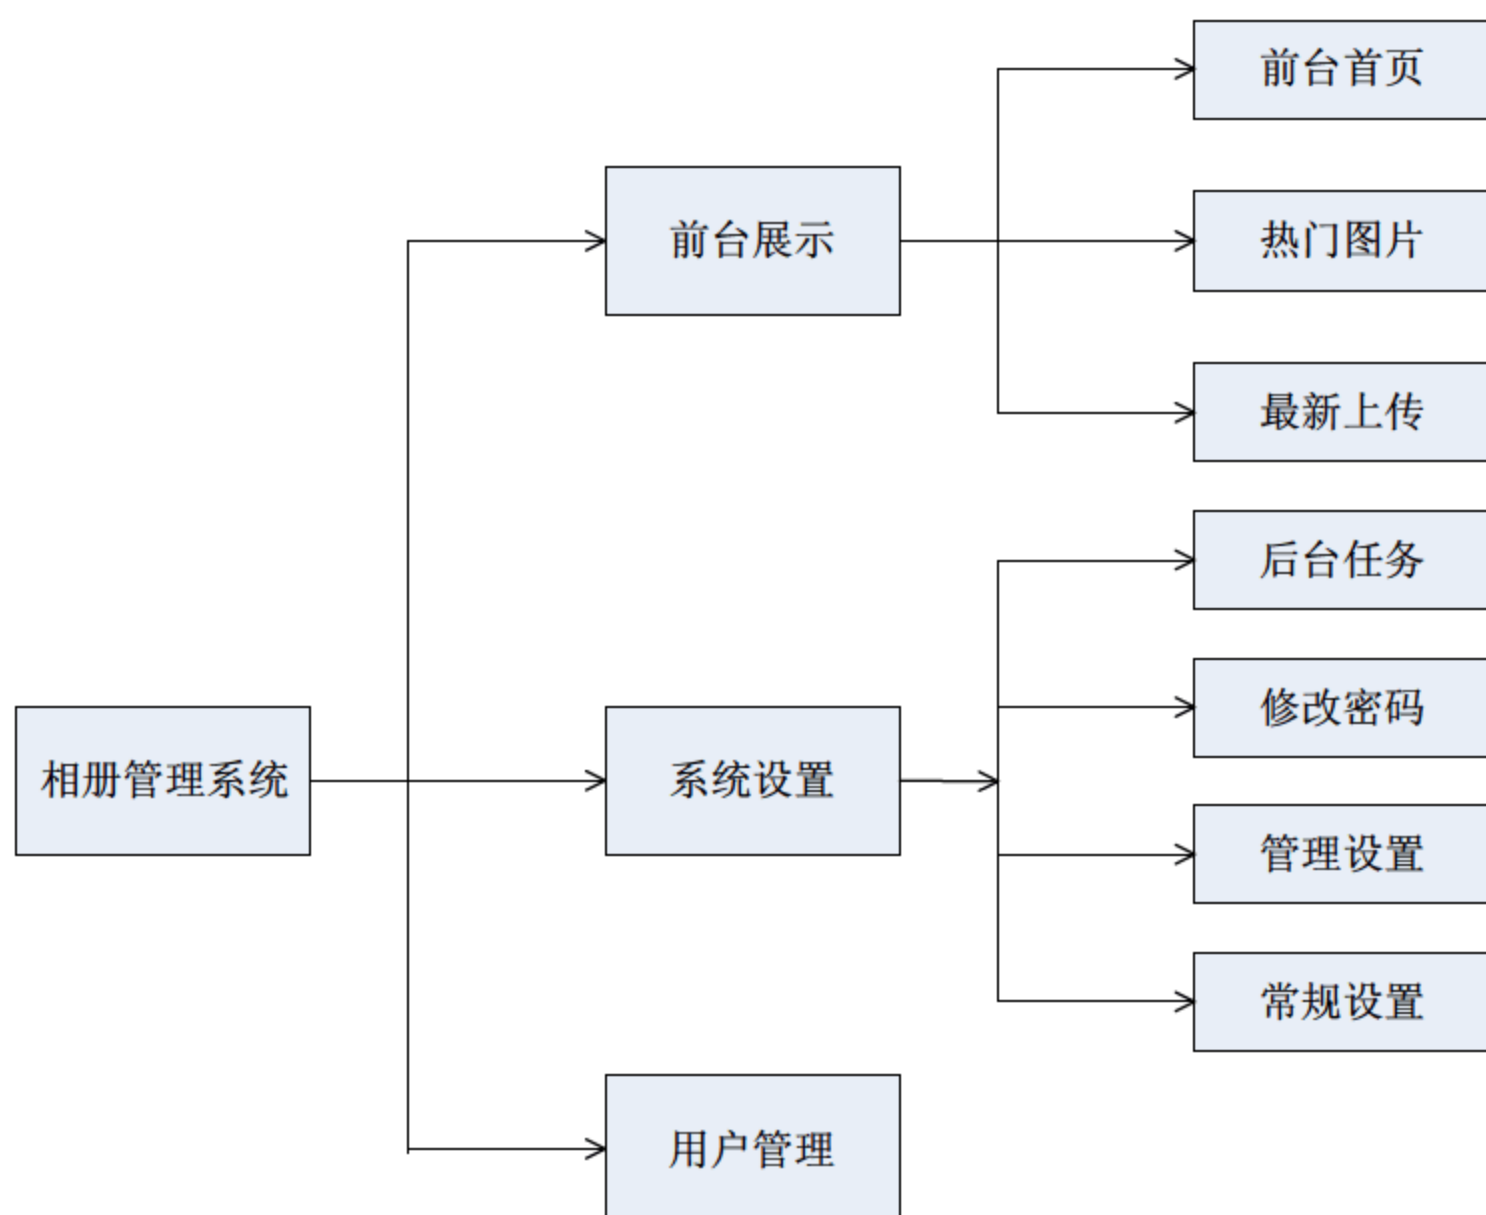 前台首页
前台展示
热门图片
最新上传
后台任务
修改密码
相册管理系统
系统设置
管理设置
常规设置
用户管理